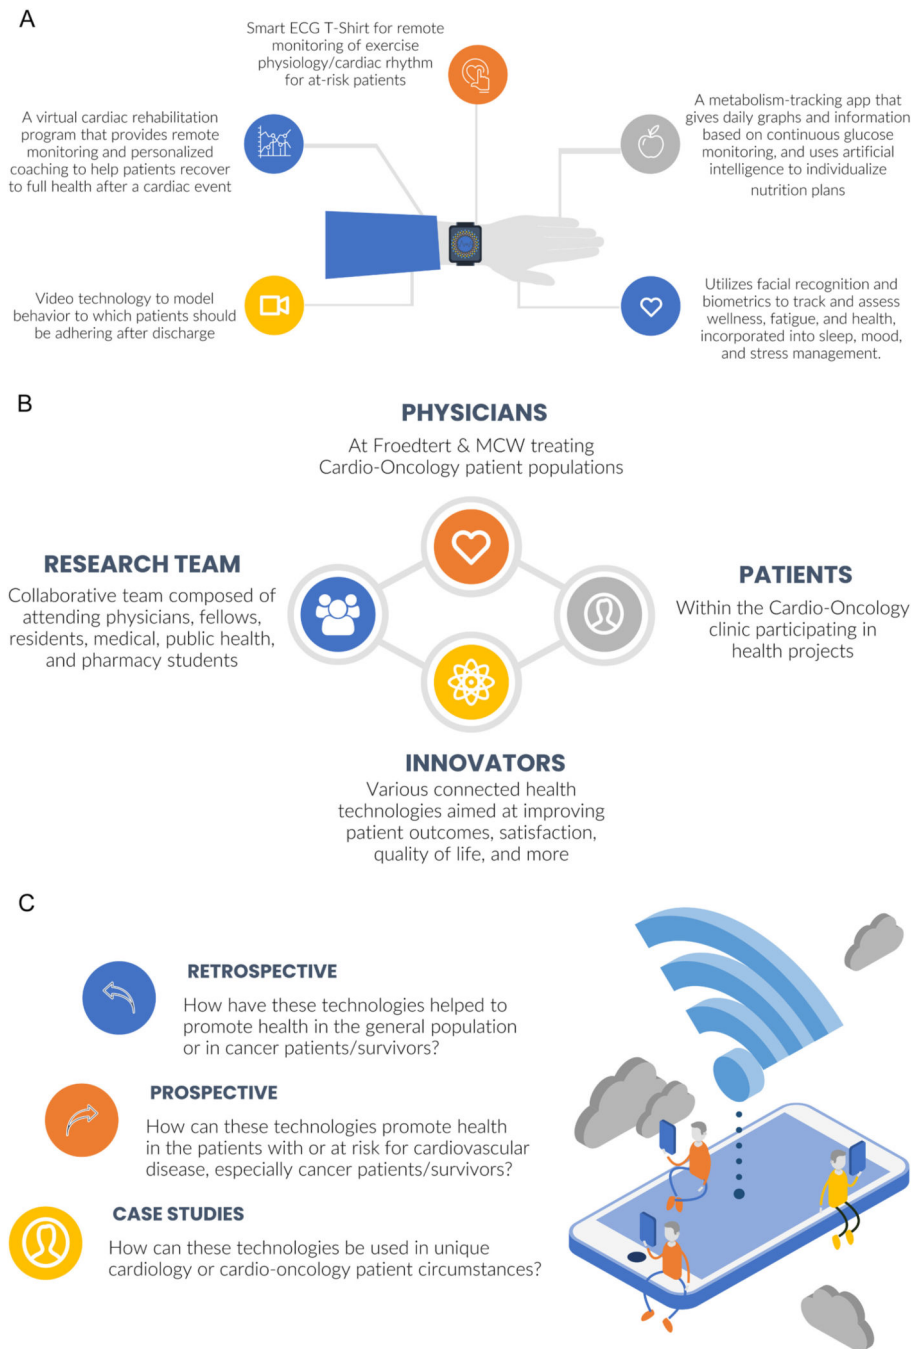 A
Smart ECG T-Shirt for remote
monitoring of exercise
physiology/cardiac rhythm
for at-risk patients
A virtual cardiac rehabilitation
program that provides remote
monitoring and personalized
coaching to help patients recover
to full health after a cardiac event
A metabolism-tracking app that
gives daily graphs and information
based on continuous glucose
monitoring, and uses artificial
intelligence to individualize
nutrition plans
Video technology to model
behavior to which patients should
be adhering after discharge
Utilizes facial recognition and
biometrics to track and assess
wellness, fatigue, and health,
incorporated into sleep, mood,
and stress management.
B
PHYSICIANS
At Froedtert & MCW treating
Cardio-Oncology patient populations
RESEARCH TEAM
Collaborative team composed of
attending physicians, fellows,
residents, medical, public health,
and pharmacy students
PATIENTS
Within the Cardio-Oncology
clinic participating in
health projects
INNOVATORS
Various connected health
technologies aimed at improving
patient outcomes, satisfaction,
quality of life, and more
C
RETROSPECTIVE
How have these technologies helped to
promote health in the general population
or in cancer patients/survivors?
PROSPECTIVE
How can these technologies promote health
in the patients with or at risk for cardiovascular
disease, especially cancer patients/survivors?
CASE STUDIES
How can these technologies be used in unique
cardiology or cardio-oncology patient circumstances?